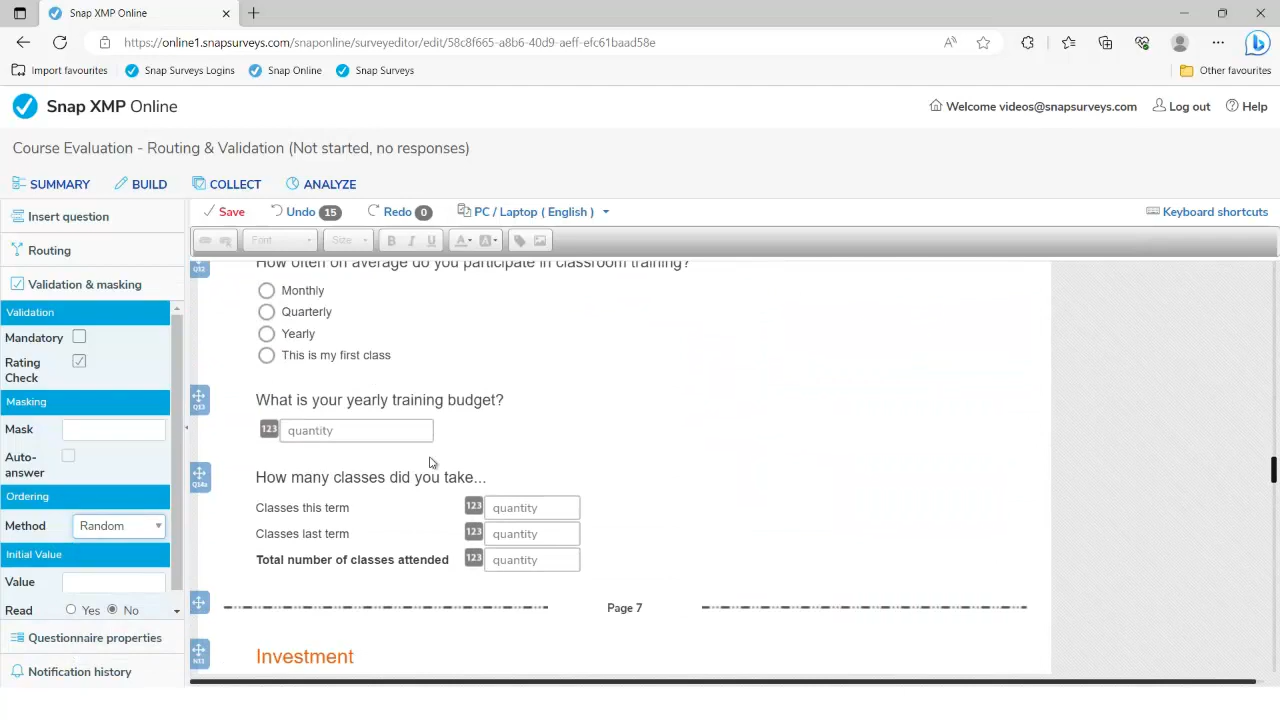 Snap XMP Online
https://online1.snapsurveys.com/snaponline/surveyeditor/edit/58c8f665-a8b6-40d9-aeff-efc61baad58e
Import favourites
Snap Surveys Logins
Snap Online
Snap Surveys
Other favourites
Snap XMP Online
Welcome videos@snapsurveys.com
Log out
Help
Course Evaluation - Routing & Validation (Not started, no responses)
SUMMARY
BUILD
COLLECT
ANALYZE
Insert question
Save
Undo 15
Redo 0
PC / Laptop ( English )
Keyboard shortcuts
Font
Size
B I U A A
Routing
Validation & masking
Validation
Mandatory
Rating
Check
Masking
Mask
Auto-
answer
Ordering
Method Random
Initial Value
Value
Read Yes No
Questionnaire properties
Notification history
Q12
How often on average do you participate in classroom training?
Monthly
Quarterly
Yearly
This is my first class
Q13
What is your yearly training budget?
123 quantity
Q14a
How many classes did you take...
Classes this term 123 quantity
Classes last term 123 quantity
Total number of classes attended 123 quantity
Page 7
N11
Investment